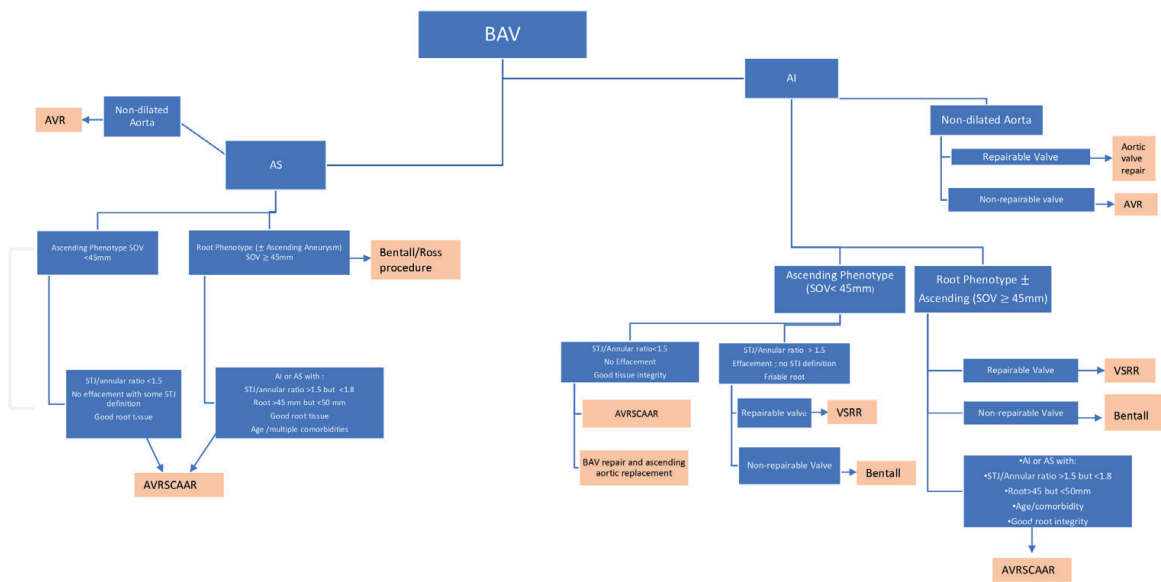 BAV
AI
Non-dilated
Aorta
AVR
AS
Non-dilated Aorta
Repairable Valve
Aortic
valve
repair
Non-repairable valve
AVR
Ascending Phenotype SOV
<45mm
Root Phenotype (± Ascending Aneurysm)
SOV ≥ 45mm
Bentall/Ross
procedure
Ascending Phenotype
(SOV< 45mm)
Root Phenotype ±
Ascending (SOV ≥ 45mm)
STJ/Annular ratio<1.5
No Effacement
Good tissue integrity
STJ/Annular ratio > 1.5
Effacement ; no STJ definition
Friable root
STJ/annular ratio <1.5
No effacement with some STJ
definition
Good root tissue
AI or AS with :
STJ/annular ratio >1.5 but <1.8
Root >45 mm but <50 mm
Good root tissue
Age /multiple comorbidities
AVRSCAAR
AVRSCAAR
BAV repair and ascending
aortic replacement
Repairable valve
VSRR
Non-repairable Valve
Bentall
Repairable Valve
VSRR
Non-repairable Valve
Bentall
•AI or AS with:
•STJ/Annular ratio >1.5 but <1.8
•Root>45 but <50mm
•Age/comorbidity
•Good root integrity
AVRSCAAR